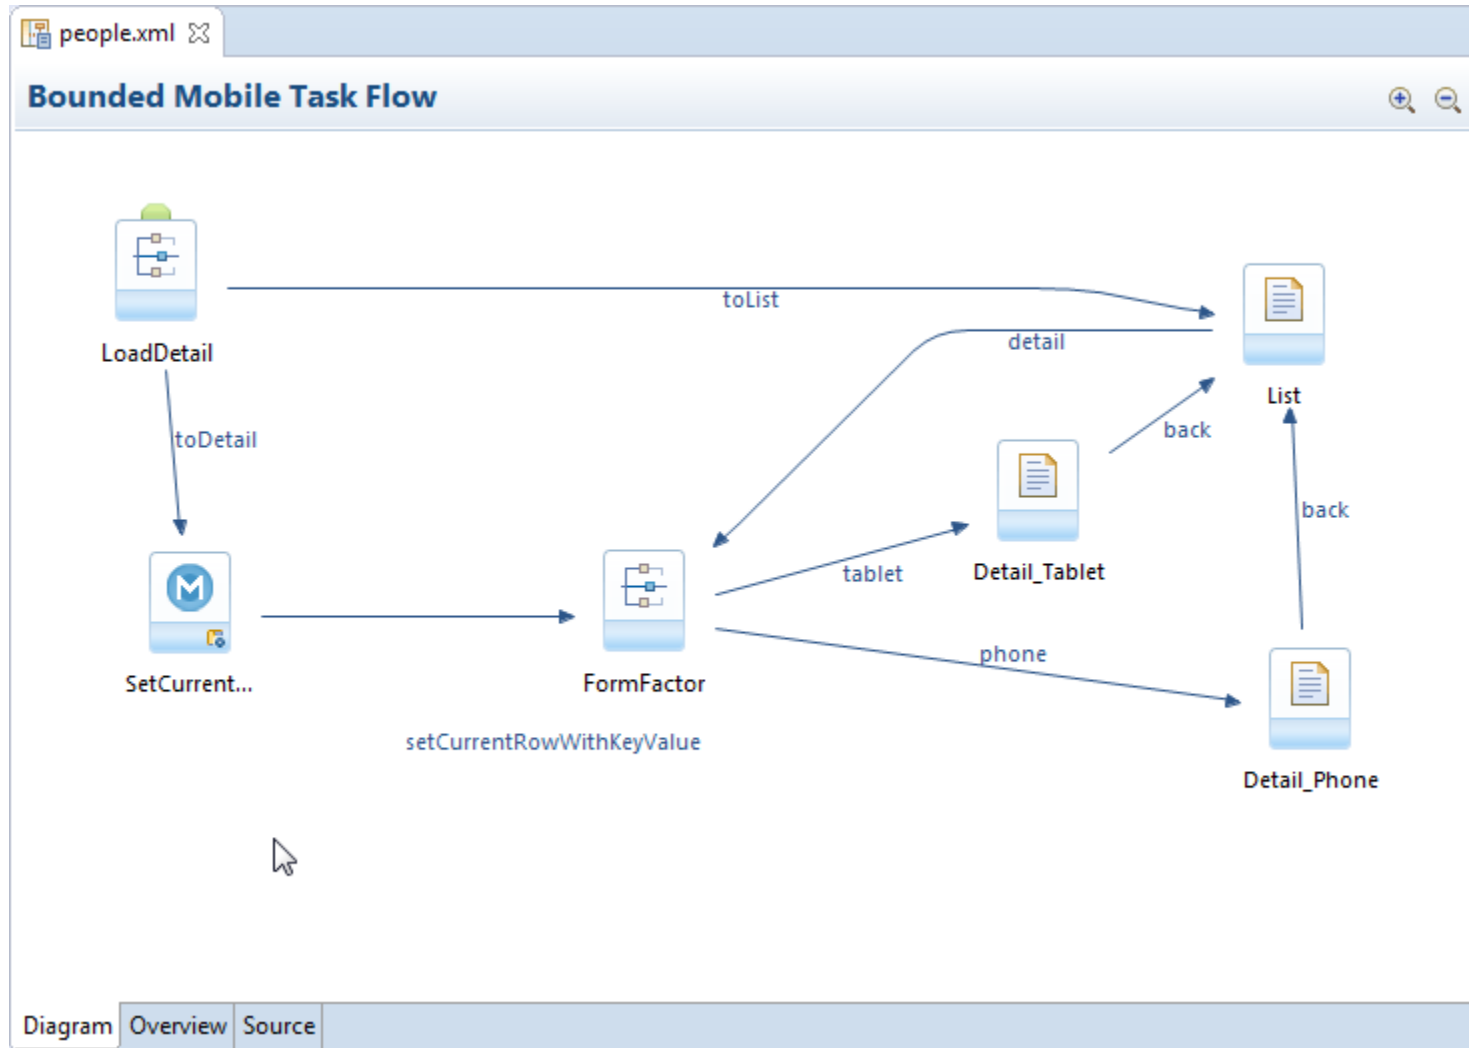 people.xml
Bounded Mobile Task Flow
toList
LoadDetail
detail
List
toDetail
back
back
tablet
Detail_Tablet
phone
SetCurrent...
FormFactor
setCurrentRowWithKeyValue
Detail_Phone
Diagram
Overview
Source